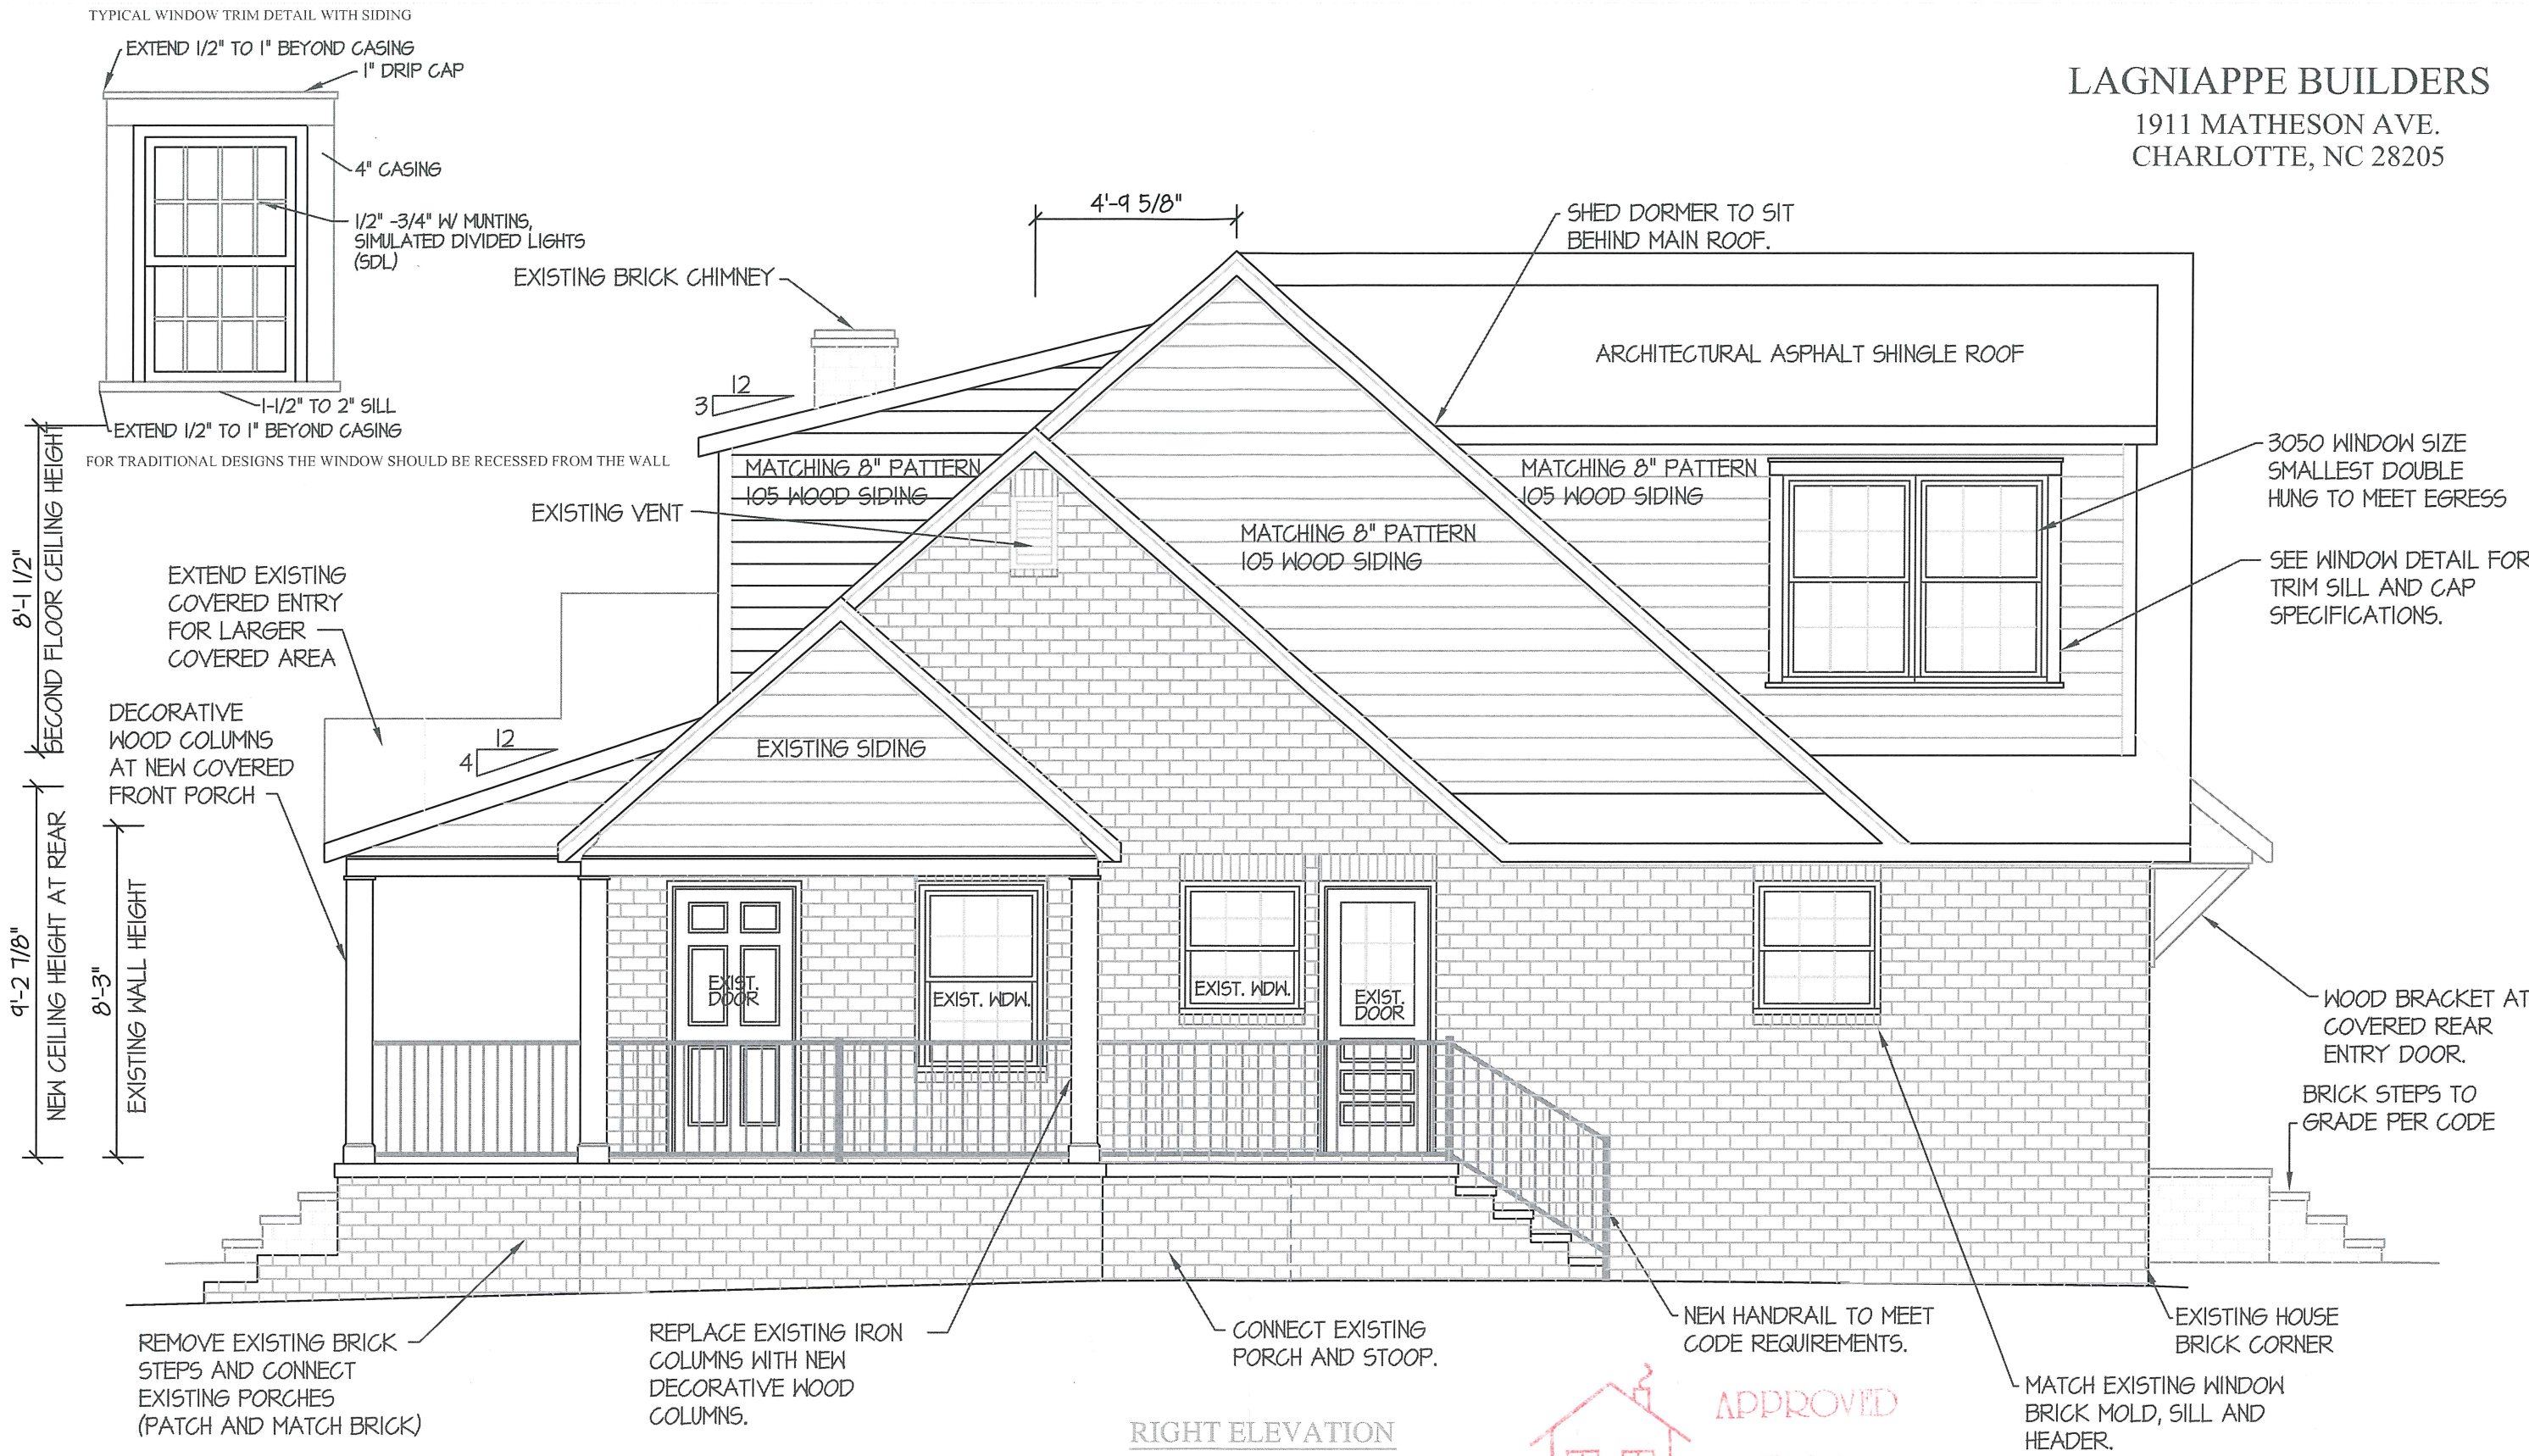 TYPICAL WINDOW TRIM DETAIL WITH SIDING
EXTEND 1/2" TO 1" BEYOND CASING
1" DRIP CAP
4" CASING
1/2" -3/4" W/ MUNTINS,
SIMULATED DIVIDED LIGHTS
(SDL)
1-1/2" TO 2" SILL
EXTEND 1/2" TO 1" BEYOND CASING
FOR TRADITIONAL DESIGNS THE WINDOW SHOULD BE RECESSED FROM THE WALL
LAGNIAPPE BUILDERS
1911 MATHESON AVE.
CHARLOTTE, NC 28205
4'-9 5/8"
SHED DORMER TO SIT
BEHIND MAIN ROOF.
EXISTING BRICK CHIMNEY
ARCHITECTURAL ASPHALT SHINGLE ROOF
12
3
MATCHING 8" PATTERN
105 WOOD SIDING
EXISTING VENT
MATCHING 8" PATTERN
105 WOOD SIDING
MATCHING 8" PATTERN
105 WOOD SIDING
3050 WINDOW SIZE
SMALLEST DOUBLE
HUNG TO MEET EGRESS
SEE WINDOW DETAIL FOR
TRIM SILL AND CAP
SPECIFICATIONS.
8'-1 1/2"
SECOND FLOOR CEILING HEIGHT
EXTEND EXISTING
COVERED ENTRY
FOR LARGER
COVERED AREA
DECORATIVE
WOOD COLUMNS
AT NEW COVERED
FRONT PORCH
12
4
EXISTING SIDING
9'-2 7/8"
NEW CEILING HEIGHT AT REAR
8'-3"
EXISTING WALL HEIGHT
EXIST.
DOOR
EXIST. WDW.
EXIST. WDW.
EXIST.
DOOR
WOOD BRACKET AT
COVERED REAR
ENTRY DOOR.
BRICK STEPS TO
GRADE PER CODE
REMOVE EXISTING BRICK
STEPS AND CONNECT
EXISTING PORCHES
(PATCH AND MATCH BRICK)
REPLACE EXISTING IRON
COLUMNS WITH NEW
DECORATIVE WOOD
COLUMNS.
CONNECT EXISTING
PORCH AND STOOP.
NEW HANDRAIL TO MEET
CODE REQUIREMENTS.
EXISTING HOUSE
BRICK CORNER
MATCH EXISTING WINDOW
BRICK MOLD, SILL AND
HEADER.
RIGHT ELEVATION
APPROVED